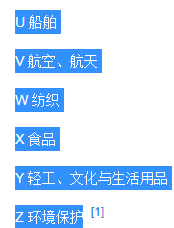 U 船舶
V 航空、航天
W 纺织
X 食品
Y 轻工、文化与生活用品
Z 环境保护 [1]